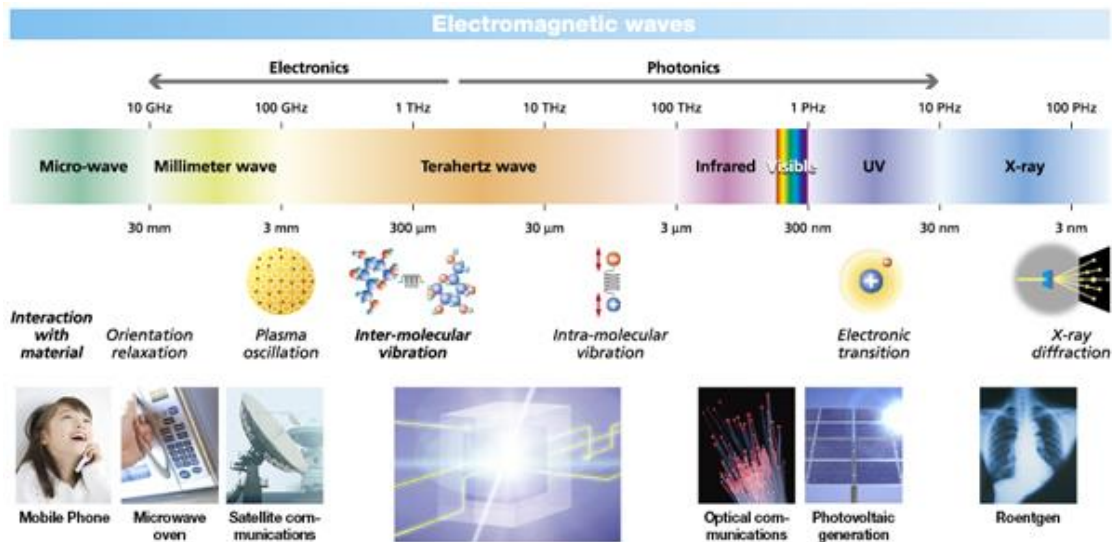 Electromagnetic waves
Electronics Photonics
10 GHz 100 GHz 1 THz 10 THz 100 THz 1 PHz 10 PHz 100 PHz
Micro-wave Millimeter wave Terahertz wave Infrared Visible UV X-ray
30 mm 3 mm 300 μm 30 μm 3 μm 300 nm 30 nm 3 nm
Interaction
with
material
Orientation
relaxation
Plasma
oscillation
Inter-molecular
vibration
Intra-molecular
vibration
Electronic
transition
X-ray
diffraction
Mobile Phone
Microwave
oven
Satellite com-
munications
Optical com-
munications
Photovoltaic
generation
Roentgen